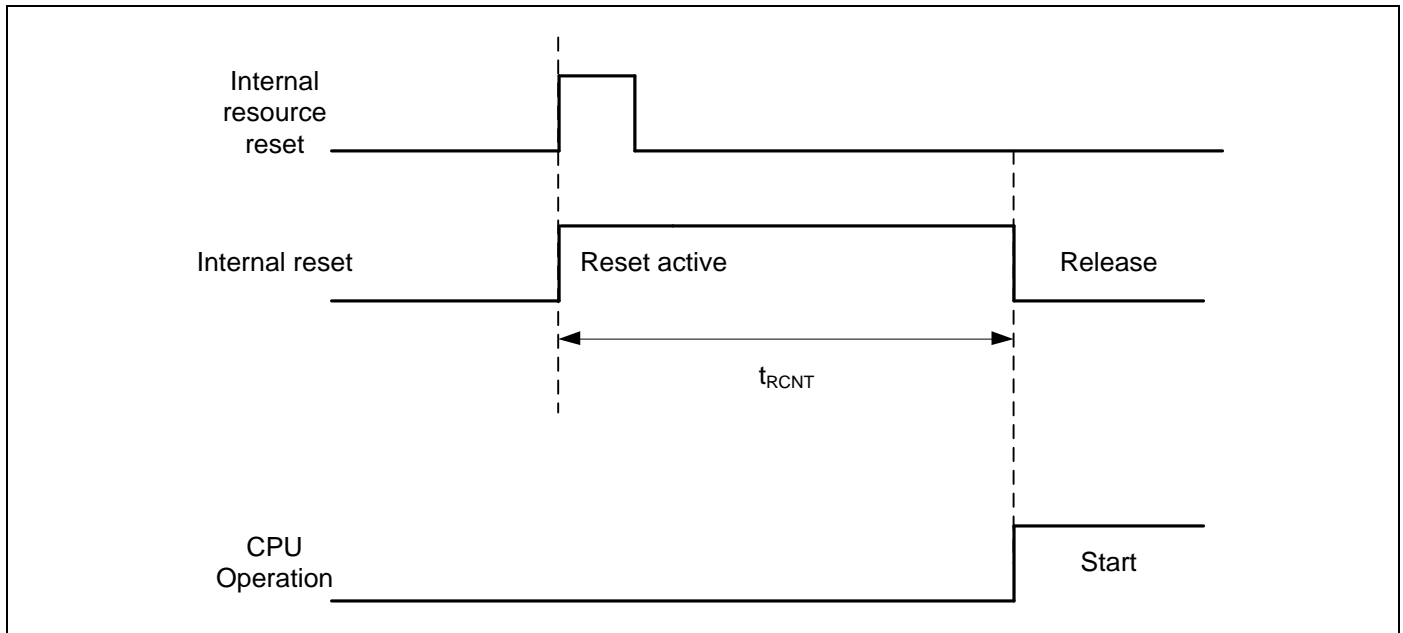 Internal
resource
reset
Internal reset
Reset active
Release
tRCNT
CPU
Operation
Start